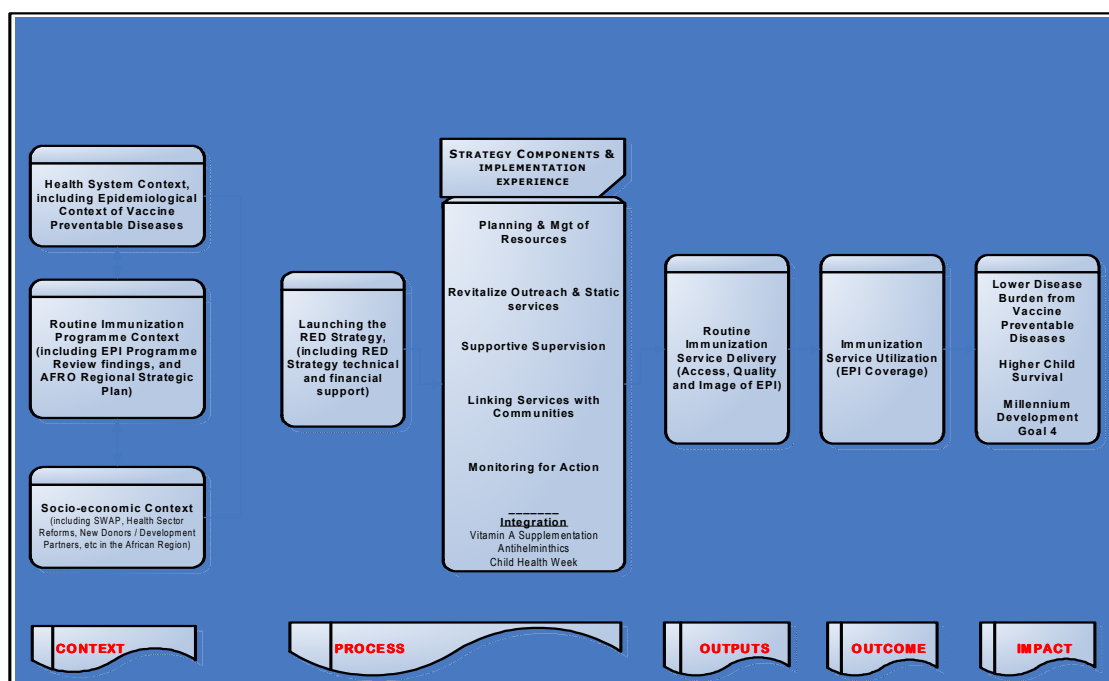 Health System Context,
including Epidemiological
Context of Vaccine
Preventable Diseases
Routine Immunization
Programme Context
(including EPI Programme
Review findings, and
AFRO Regional Strategic
Plan)
Socio-economic Context
(including SWAP, Health Sector
Reforms, New Donors / Development
Partners, etc in the African Region)
Launching the
RED Strategy,
(including RED
Strategy technical
and financial
support)
STRATEGY COMPONENTS &
IMPLEMENTATION
EXPERIENCE
Planning & Mgt of
Resources
Revitalize Outreach & Static
services
Supportive Supervision
Linking Services with
Communities
Monitoring for Action
Integration
Vitamin A Supplementation
Antihelminthics
Child Health Week
Routine
Immunization
Service Delivery
(Access, Quality
and Image of EPI)
Immunization
Service Utilization
(EPI Coverage)
Lower Disease
Burden from
Vaccine
Preventable
Diseases
Higher Child
Survival
Millennium
Development
Goal 4
CONTEXT
PROCESS
OUTPUTS
OUTCOME
IMPACT